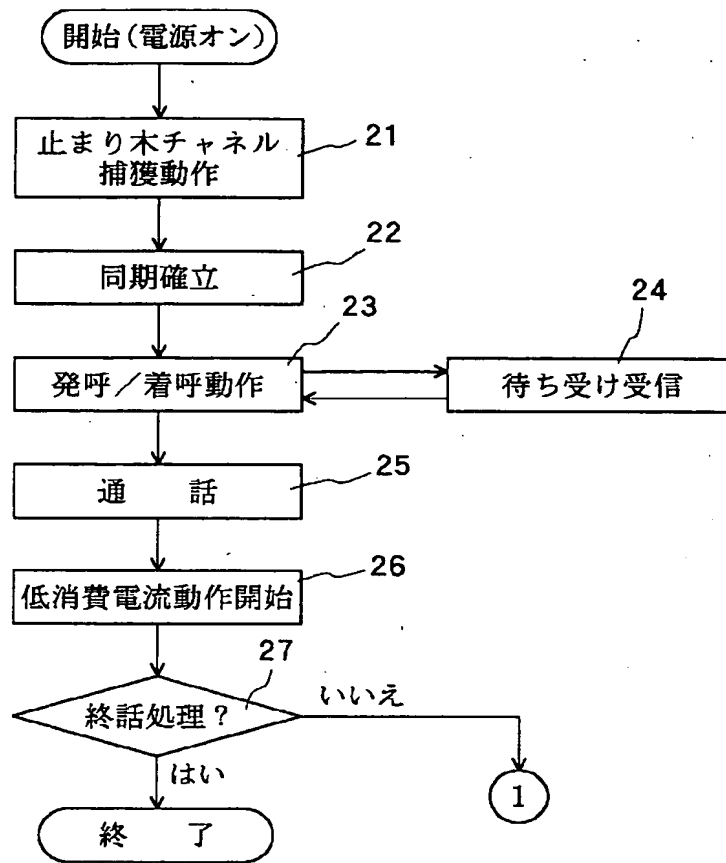 開始(電源オン)
止まり木チャネル
捕獲動作
21
同期確立
22
発呼/着呼動作
23
待ち受け受信
24
通 話
25
低消費電流動作開始
26
終話処理?
27
いいえ
はい
1
終 了